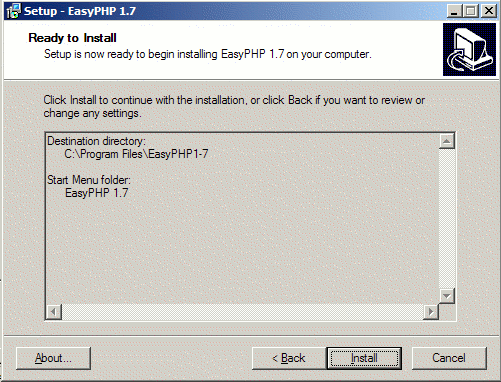 Setup - EasyPHP 1.7
Ready to Install
Setup is now ready to begin installing EasyPHP 1.7 on your computer.
Click Install to continue with the installation, or click Back if you want to review or
change any settings.
Destination directory:
C:\Program Files\EasyPHP1-7
Start Menu folder:
EasyPHP 1.7
About...
< Back
Install
Cancel